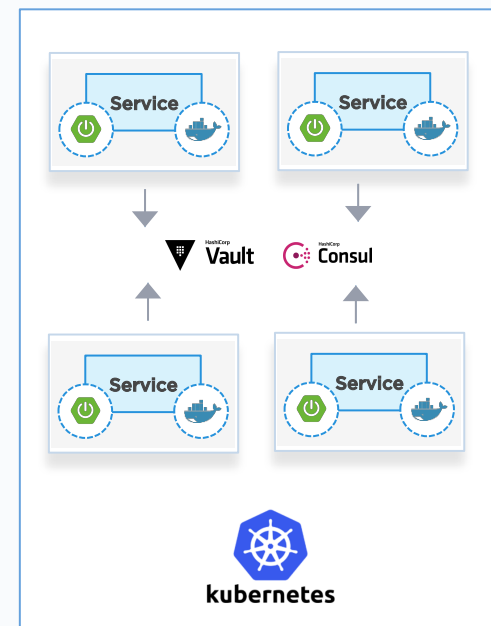 Service
Service
HashiCorp
Vault
HashiCorp
Consul
Service
Service
kubernetes